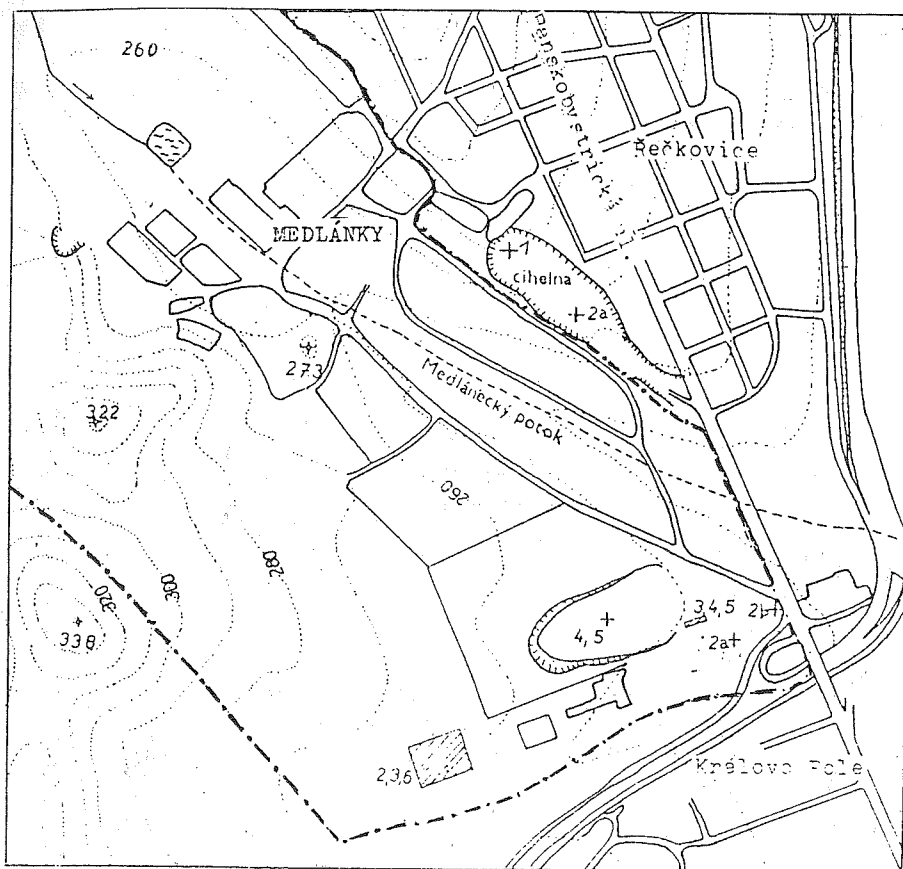 260
Řečkovice
MEDLÁNKY
1
cihelna
2a
273
Medlánecký potok
322
260
280
300
320
338
4,5
3,4,5
2b
2a
2,3,6
Královo Pole